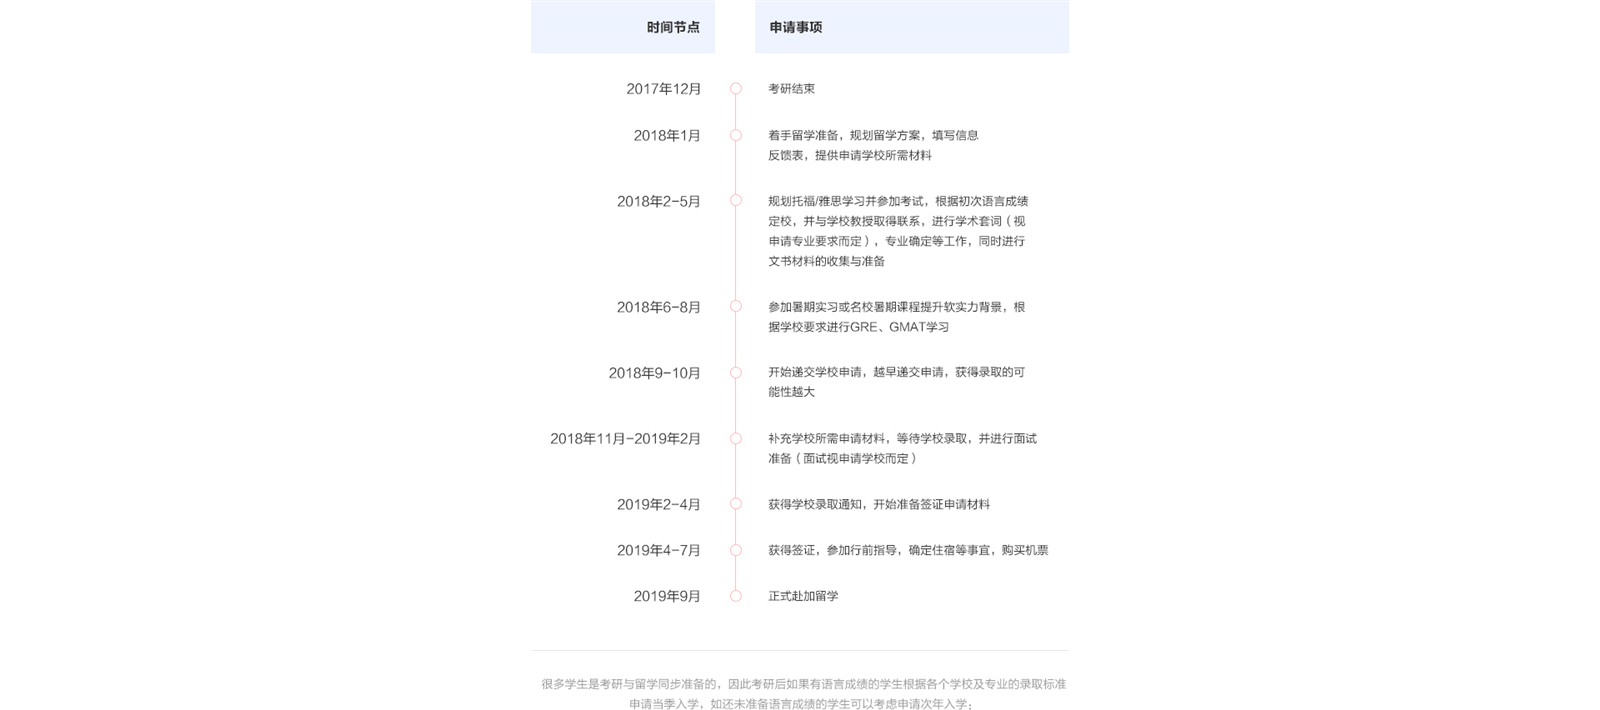 时间节点 申请事项
2017年12月 考研结束
2018年1月 着手留学准备，规划留学方案，填写信息
反馈表，提供申请学校所需材料
2018年2-5月 规划托福/雅思学习并参加考试，根据初次语言成绩
定校，并与学校教授取得联系，进行学术套词（视
申请专业要求而定），专业确定等工作，同时进行
文书材料的收集与准备
2018年6-8月 参加暑期实习或名校暑期课程提升软实力背景，根
据学校要求进行GRE、GMAT学习
2018年9-10月 开始递交学校申请，越早递交申请，获得录取的可
能性越大
2018年11月-2019年2月 补充学校所需申请材料，等待学校录取，并进行面试
准备（面试视申请学校而定）
2019年2-4月 获得学校录取通知，开始准备签证申请材料
2019年4-7月 获得签证，参加行前指导，确定住宿等事宜，购买机票
2019年9月 正式赴加留学
很多学生是考研与留学同步准备的，因此考研后如果有语言成绩的学生根据各个学校及专业的录取标准
申请当季入学，如还未准备语言成绩的学生可以考虑申请次年入学；